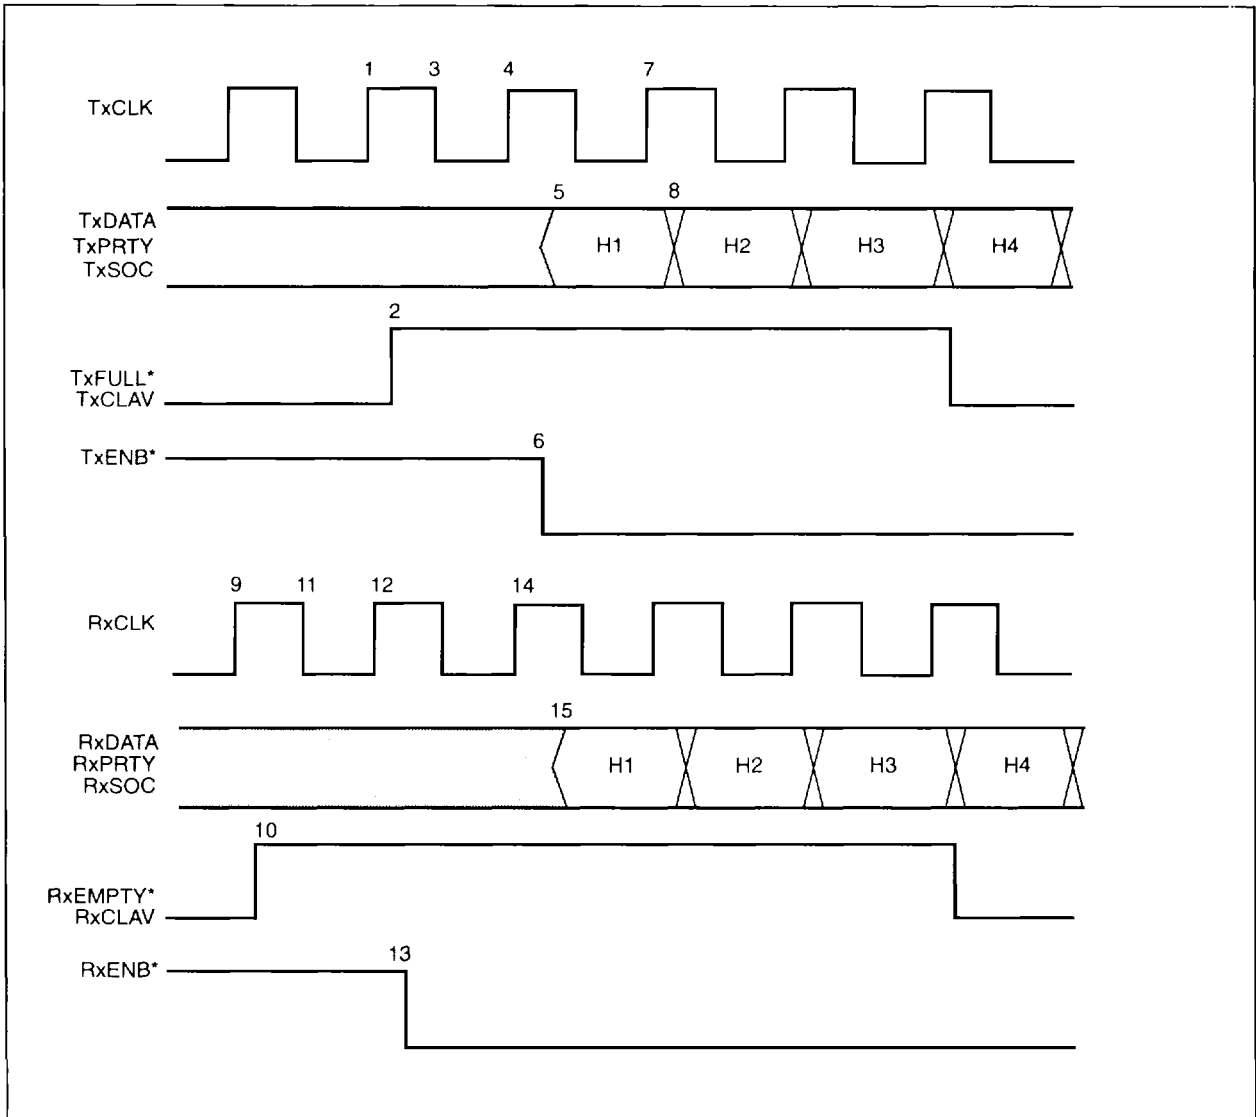 1 3 4 7
TxCLK
5 8
TxDATA
TxPRTY
TxSOC
H1 H2 H3 H4
2
TxFULL*
TxCLAV
TxENB*
6
9 11 12 14
RxCLK
15
RxDATA
RxPRTY
RxSOC
H1 H2 H3 H4
10
RxEMPTY*
RxCLAV
13
RxENB*